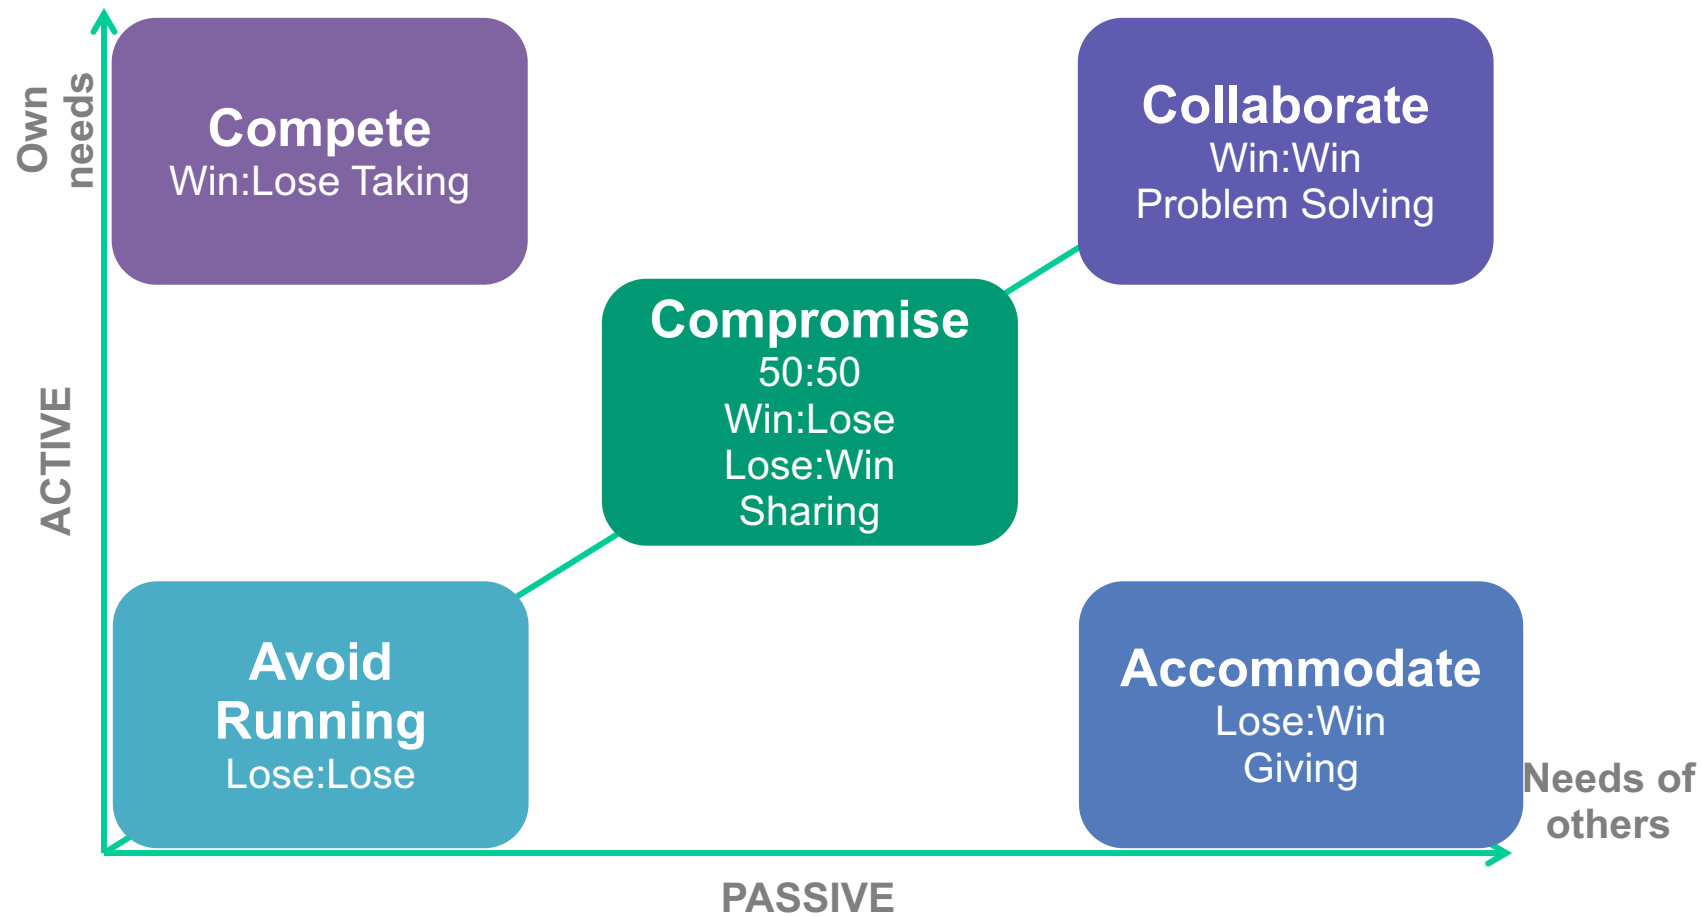 Own
needs
Compete
Win:Lose Taking
Collaborate
Win:Win
Problem Solving
Compromise
50:50
Win:Lose
Lose:Win
Sharing
ACTIVE
Avoid
Running
Lose:Lose
Accommodate
Lose:Win
Giving
Needs of
others
PASSIVE